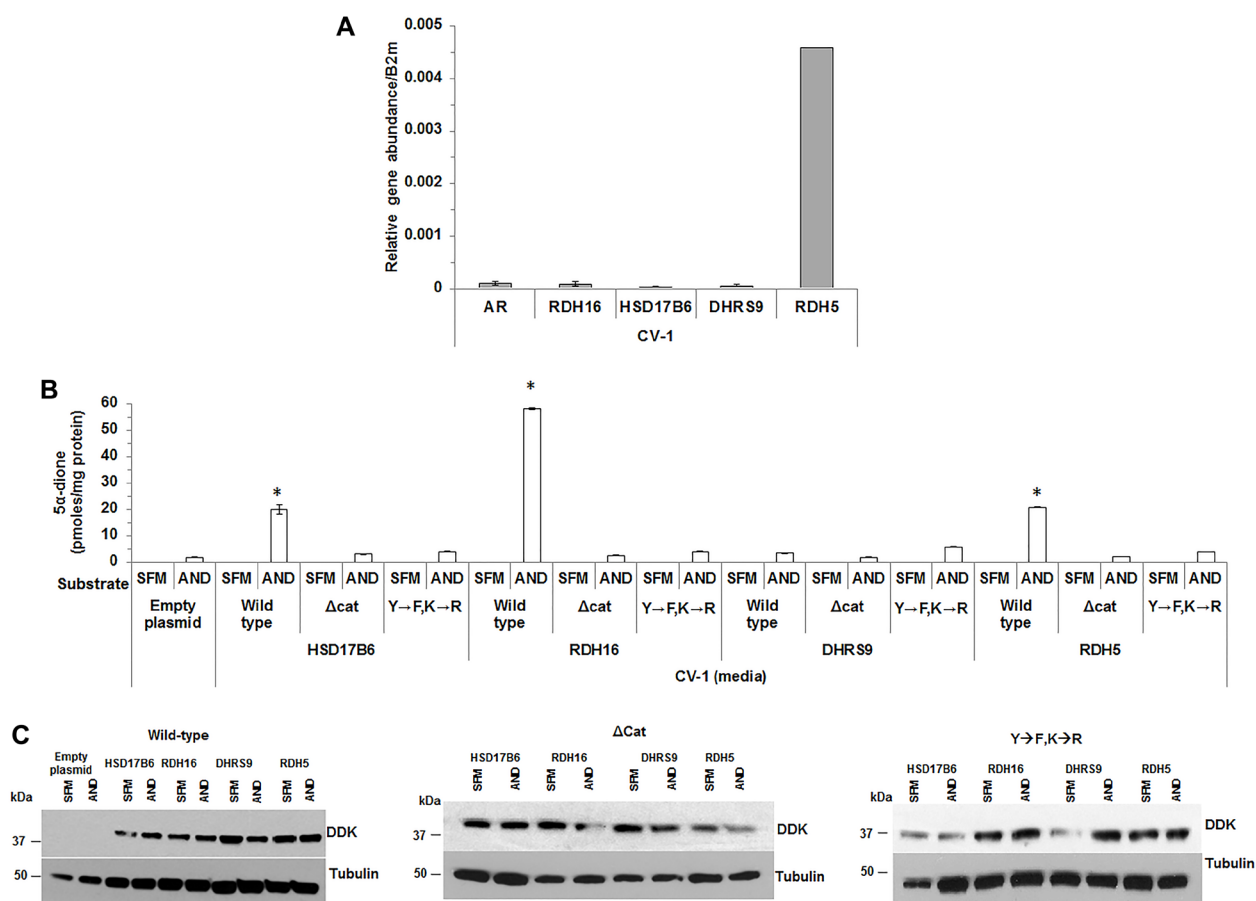 A
Relative gene abundance/B2m
0.005
0.004
0.003
0.002
0.001
0
AR RDH16 HSD17B6 DHRS9 RDH5
CV-1
B
5α-dione
(pmoles/mg protein)
60
50
40
30
20
10
0
* * *
Substrate SFM AND SFM AND SFM AND SFM AND SFM AND SFM AND SFM AND SFM AND SFM AND SFM AND SFM AND SFM AND SFM AND
Empty plasmid Wild type Δcat Y→F,K→R Wild type Δcat Y→F,K→R Wild type Δcat Y→F,K→R Wild type Δcat Y→F,K→R
HSD17B6 RDH16 DHRS9 RDH5
CV-1 (media)
C
Wild-type
Empty plasmid HSD17B6 RDH16 DHRS9 RDH5
kDa SFM AND SFM AND SFM AND SFM AND SFM AND
37 DDK
50 Tubulin
ΔCat
HSD17B6 RDH16 DHRS9 RDH5
kDa SFM AND SFM AND SFM AND SFM AND
37 DDK
50 Tubulin
Y→F,K→R
HSD17B6 RDH16 DHRS9 RDH5
kDa SFM AND SFM AND SFM AND SFM AND
37 DDK
50 Tubulin